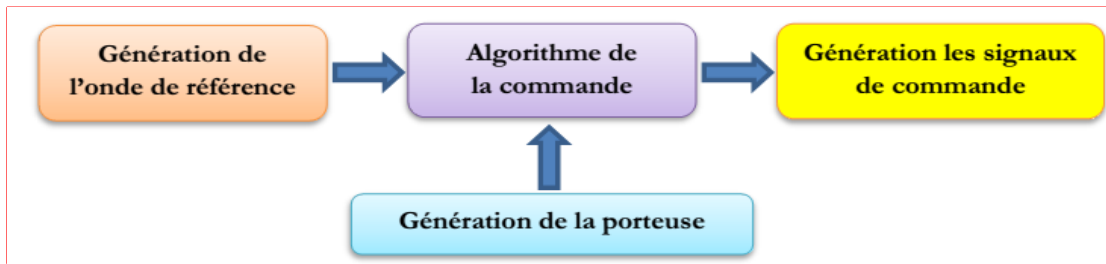 Génération de
l'onde de référence
Algorithme de
la commande
Génération les signaux
de commande
Génération de la porteuse